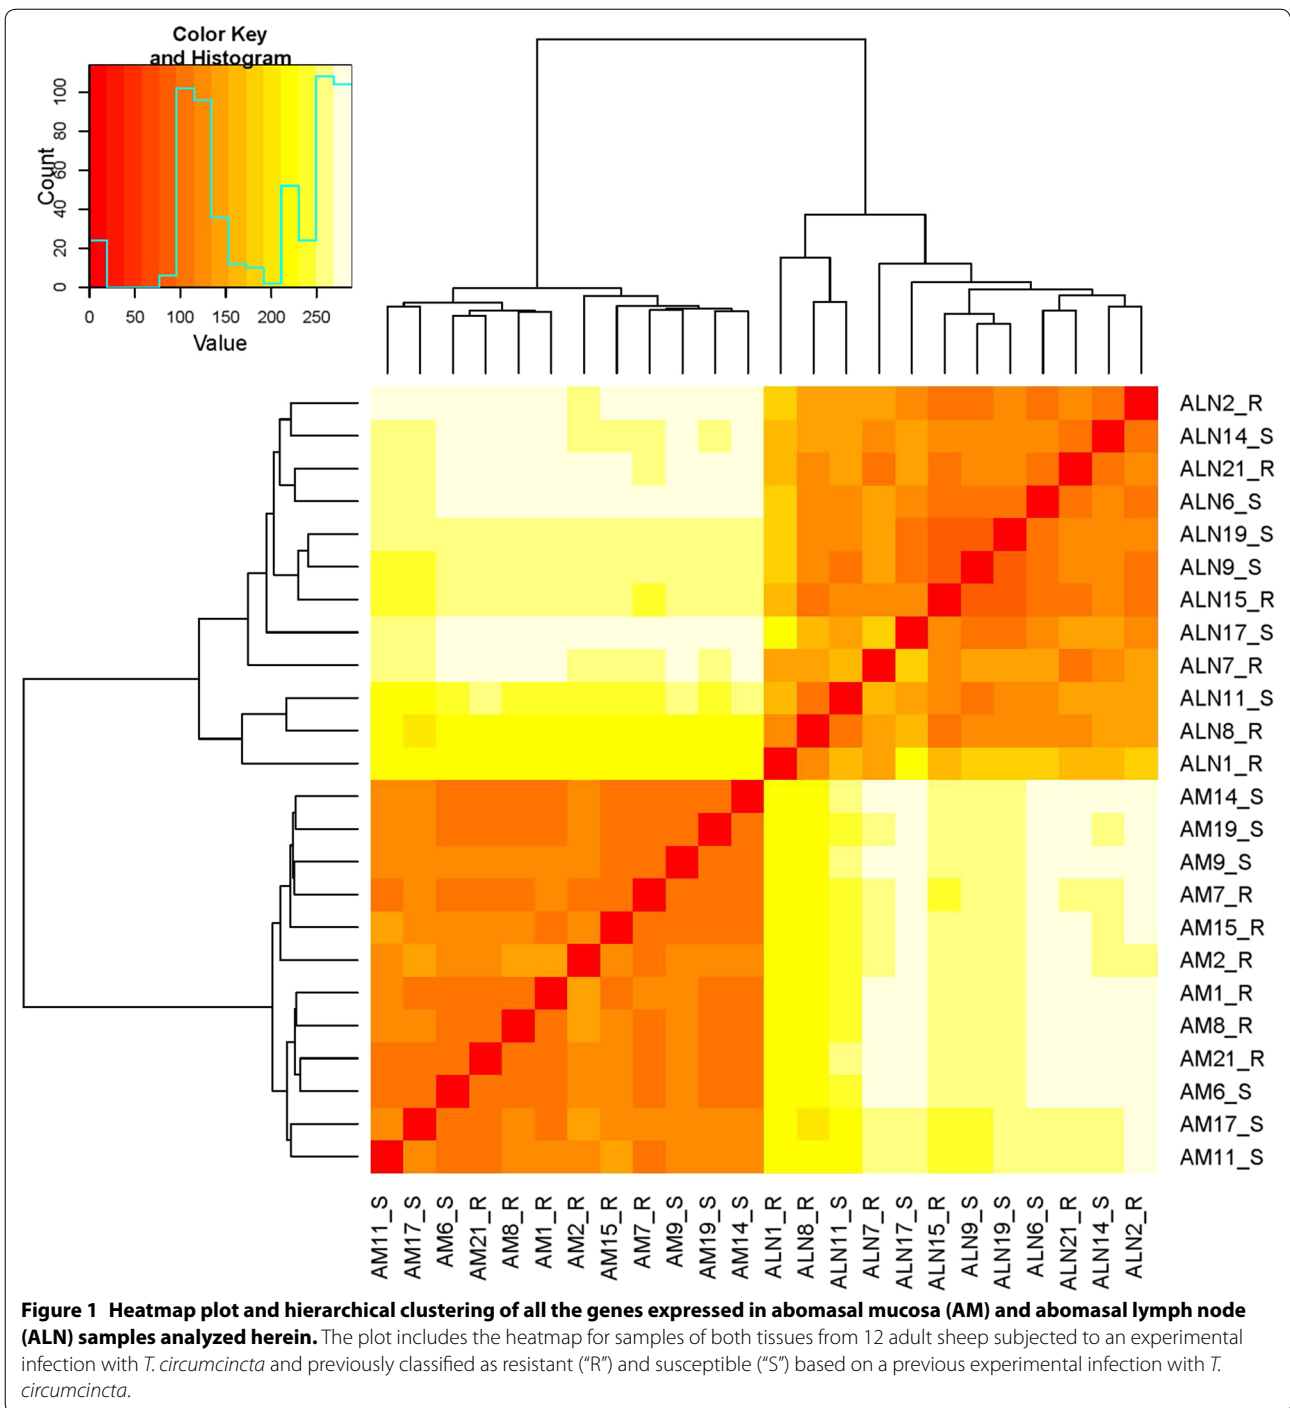 Color Key
and Histogram
Count
0
20
40
60
80
100
0 50 100 150 200 250
Value
ALN2_R
ALN14_S
ALN21_R
ALN6_S
ALN19_S
ALN9_S
ALN15_R
ALN17_S
ALN7_R
ALN11_S
ALN8_R
ALN1_R
AM14_S
AM19_S
AM9_S
AM7_R
AM15_R
AM2_R
AM1_R
AM8_R
AM21_R
AM6_S
AM17_S
AM11_S
AM11_S
AM17_S
AM6_S
AM21_R
AM8_R
AM1_R
AM2_R
AM15_R
AM7_R
AM9_S
AM19_S
AM14_S
ALN1_R
ALN8_R
ALN11_S
ALN7_R
ALN17_S
ALN15_R
ALN9_S
ALN19_S
ALN6_S
ALN21_R
ALN14_S
ALN2_R
Figure 1 Heatmap plot and hierarchical clustering of all the genes expressed in abomasal mucosa (AM) and abomasal lymph node
(ALN) samples analyzed herein. The plot includes the heatmap for samples of both tissues from 12 adult sheep subjected to an experimental
infection with T. circumcincta and previously classified as resistant (“R”) and susceptible (“S”) based on a previous experimental infection with T.
circumcincta.